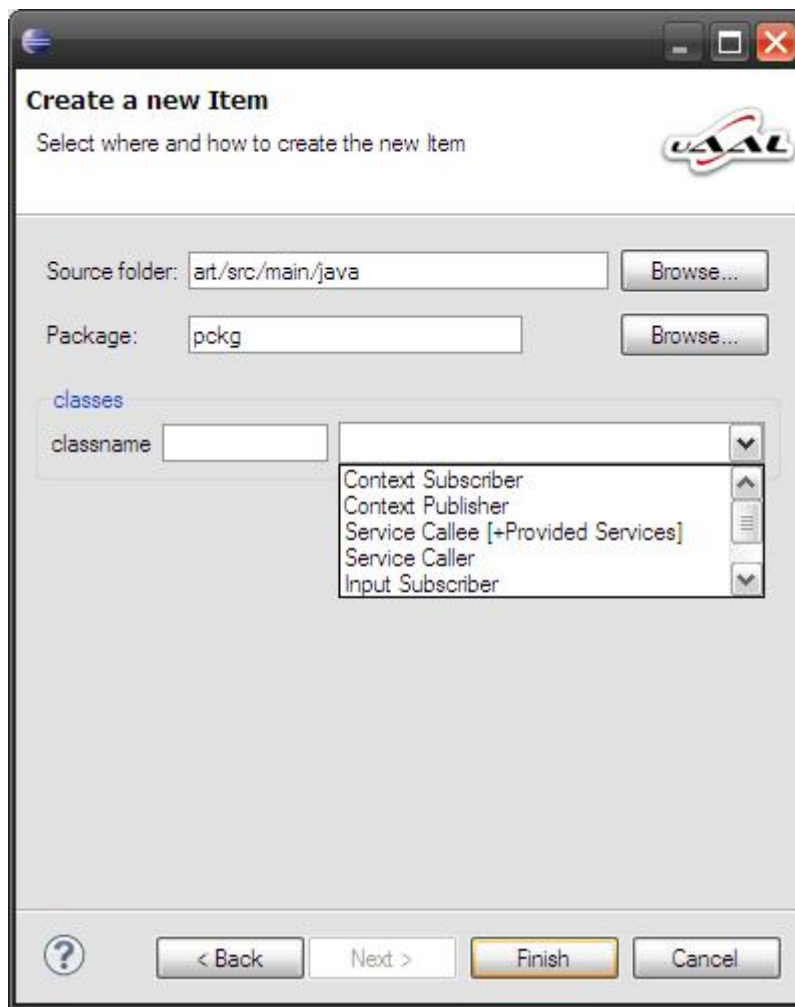 Create a new Item
Select where and how to create the new Item
uAAL
Source folder: art/src/main/java Browse...
Package: pckg Browse...
classes
classname
Context Subscriber
Context Publisher
Service Callee [+Provided Services]
Service Caller
Input Subscriber
? < Back Next > Finish Cancel